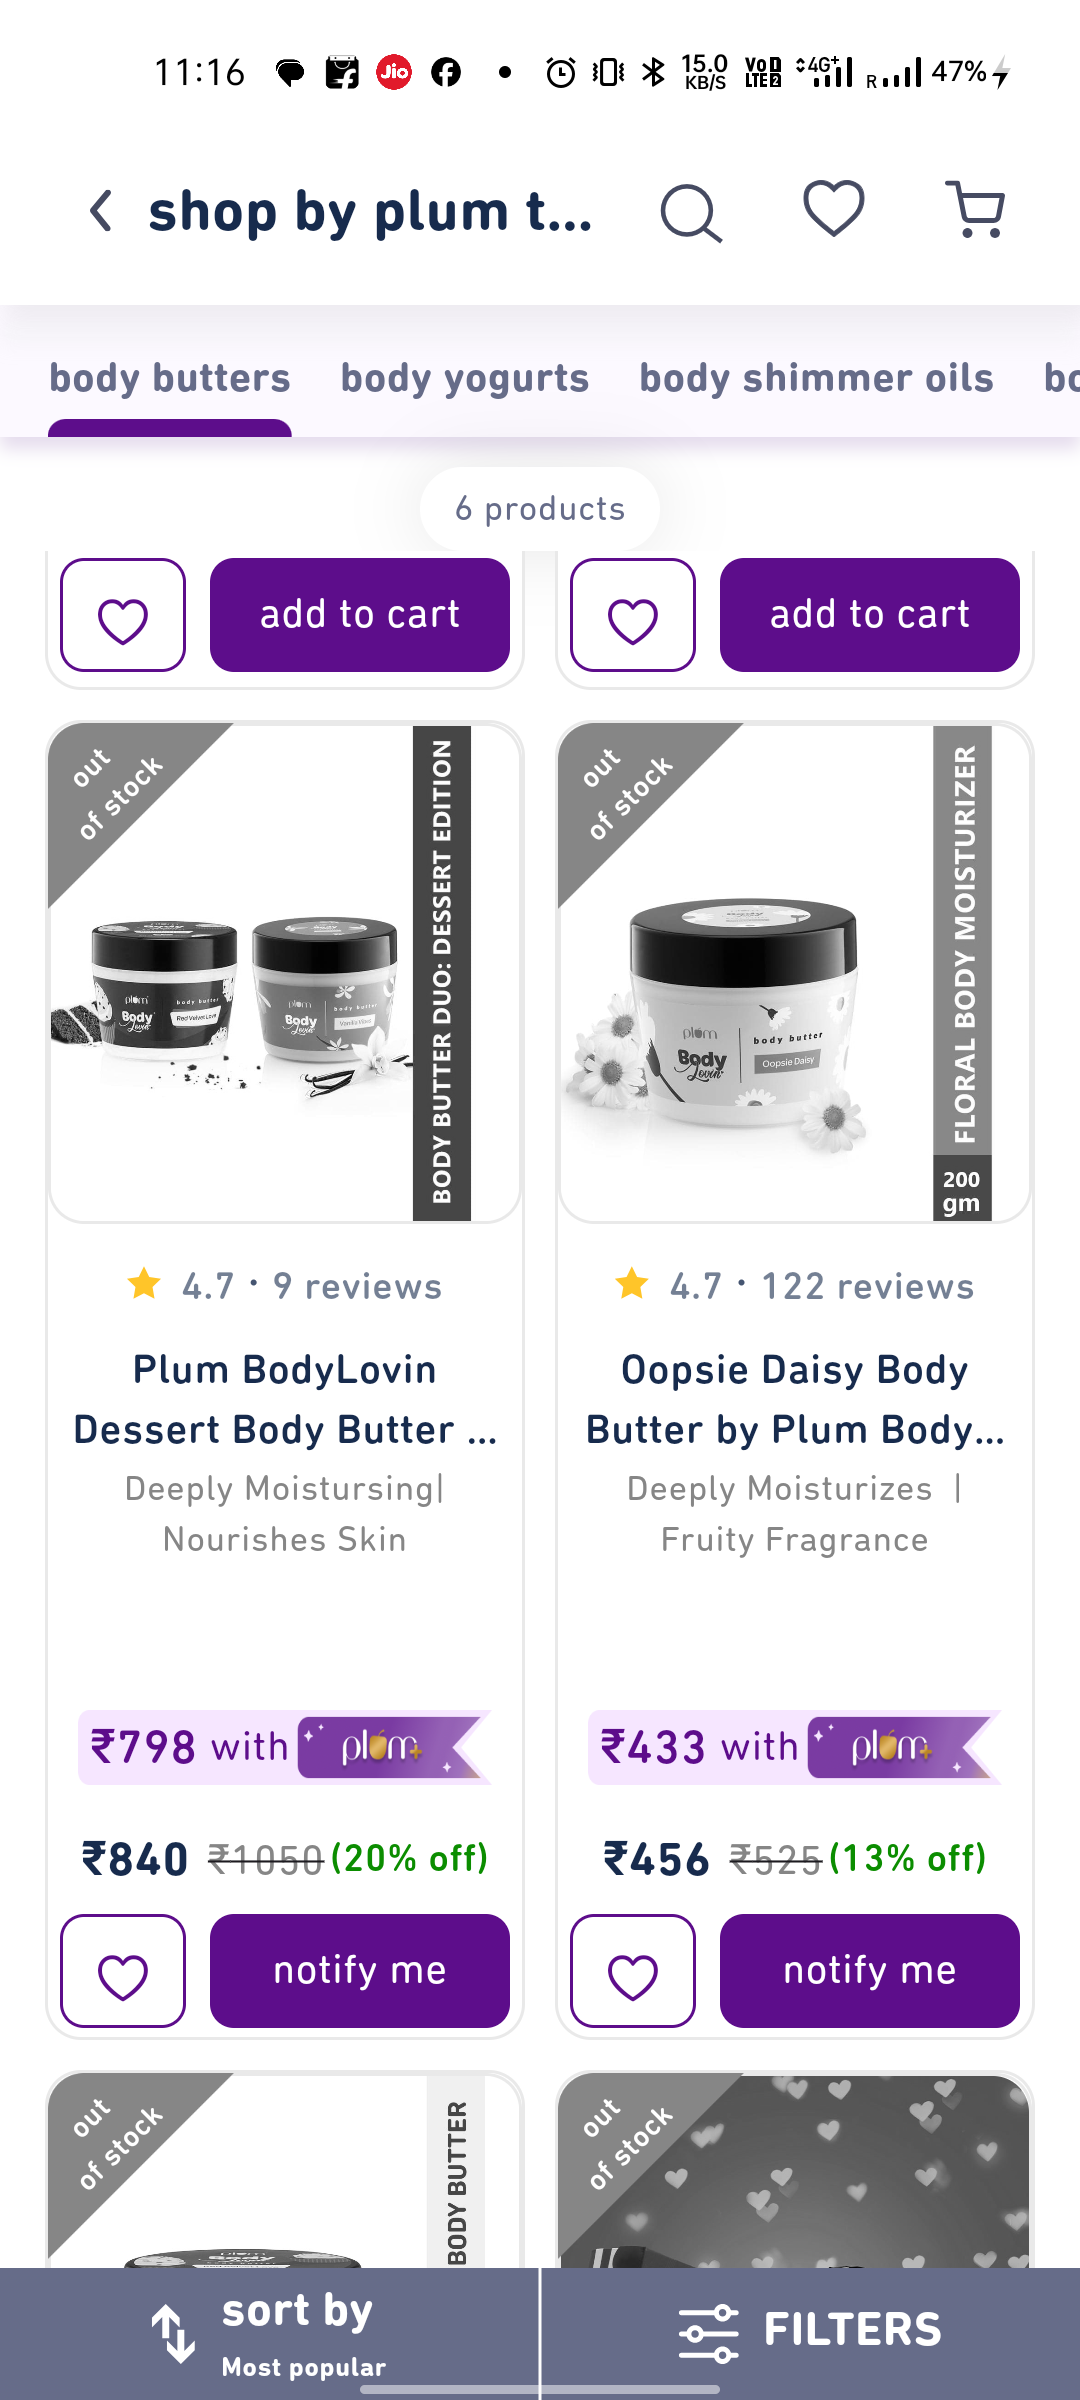 11:16
Jio
15.0
KB/S
VoD
LTE2
4G+
R
47%
shop by plum t...
body butters
body yogurts
body shimmer oils
bo
6 products
add to cart
add to cart
out
of stock
BODY BUTTER DUO: DESSERT EDITION
plum
Body
Lovin'
body butter
Red Velvet Love
plum
Body
Lovin'
body butter
Vanilla Vibes
out
of stock
FLORAL BODY MOISTURIZER
200
gm
plum
Body
Lovin'
body butter
Oopsie Daisy
4.7 · 9 reviews
4.7 · 122 reviews
Plum BodyLovin
Dessert Body Butter ...
Deeply Moistursing|
Nourishes Skin
Oopsie Daisy Body
Butter by Plum Body...
Deeply Moisturizes |
Fruity Fragrance
₹798 with plum+
₹433 with plum+
₹840 ₹1050 (20% off)
₹456 ₹525 (13% off)
notify me
notify me
out
of stock
BODY BUTTER
out
of stock
sort by
Most popular
FILTERS